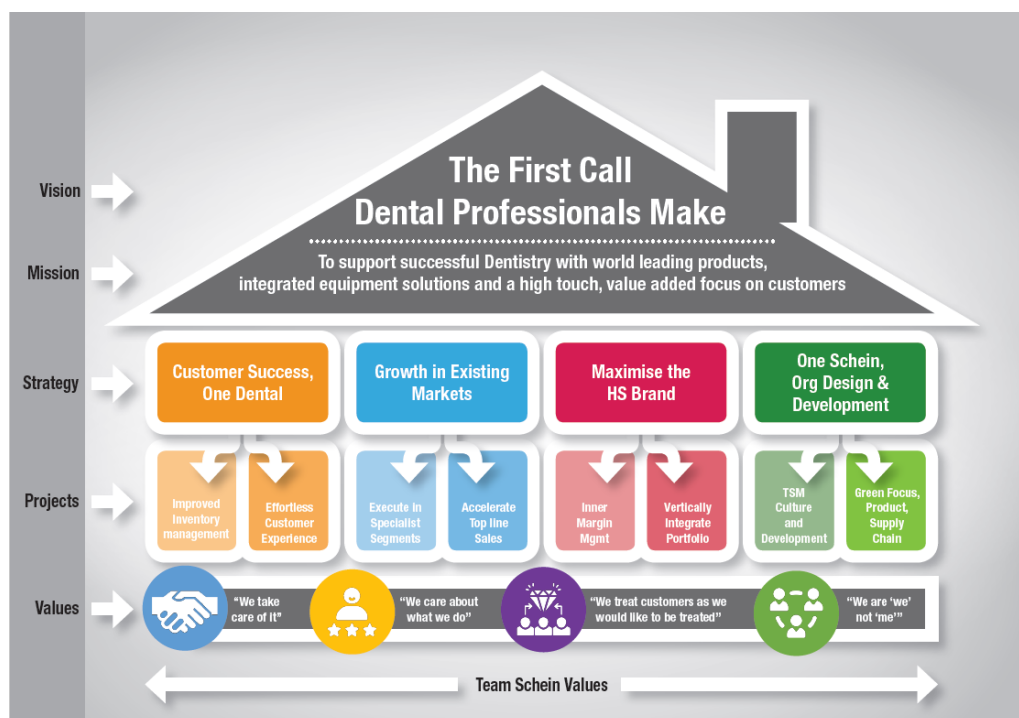 Vision
The First Call
Dental Professionals Make
Mission
To support successful Dentistry with world leading products,
integrated equipment solutions and a high touch, value added focus on customers
Strategy
Customer Success,
One Dental
Growth in Existing
Markets
Maximise the
HS Brand
One Schein,
Org Design &
Development
Projects
Improved
Inventory
management
Effortless
Customer
Experience
Execute in
Specialist
Segments
Accelerate
Top line
Sales
Inner
Margin
Mgmt
Vertically
Integrate
Portfolio
TSM
Culture
and
Development
Green Focus,
Product,
Supply
Chain
Values
“We take
care of it”
“We care about
what we do”
“We treat customers as we
would like to be treated”
“We are ‘we’
not ‘me’”
Team Schein Values